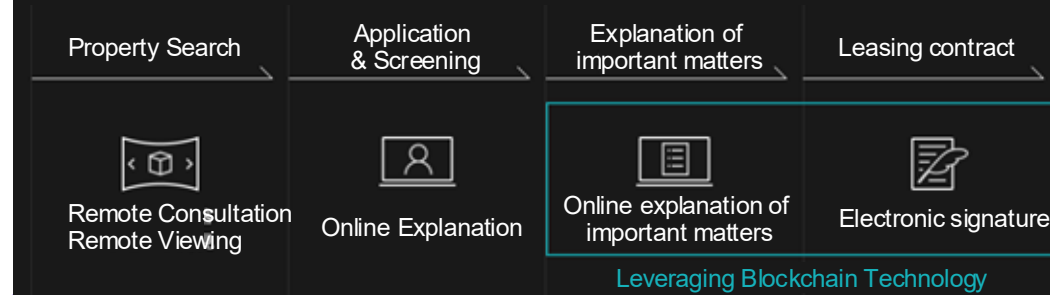 Property Search
Application
& Screening
Explanation of
important matters
Leasing contract
Remote Consultation
Remote Viewing
Online Explanation
Online explanation of
important matters
Electronic signature
Leveraging Blockchain Technology